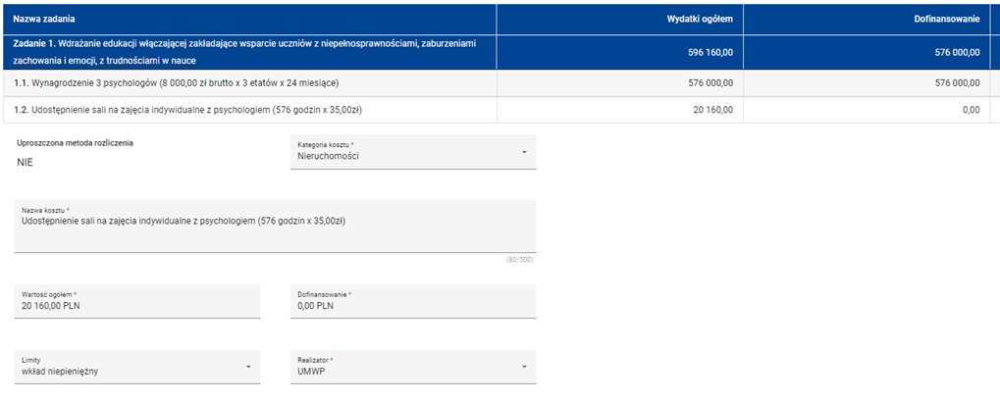 Nazwa zadania Wydatki ogółem Dofinansowanie
Zadanie 1. Wdrażanie edukacji włączającej zakładające wsparcie uczniów z niepełnosprawnościami, zaburzeniami
zachowania i emocji, z trudnościami w nauce 596 160,00 576 000,00
1.1. Wynagrodzenie 3 psychologów (8 000,00 zł brutto x 3 etatów x 24 miesiące) 576 000,00 576 000,00
1.2. Udostępnienie sali na zajęcia indywidualne z psychologiem (576 godzin x 35,00zł) 20 160,00 0,00
Uproszczona metoda rozliczenia
NIE
Kategoria kosztu *
Nieruchomości
Nazwa kosztu *
Udostępnienie sali na zajęcia indywidualne z psychologiem (576 godzin x 35,00zł)
(80/500)
Wartość ogółem *
20 160,00 PLN
Dofinansowanie *
0,00 PLN
Limity
wkład niepieniężny
Realizator *
UMWP